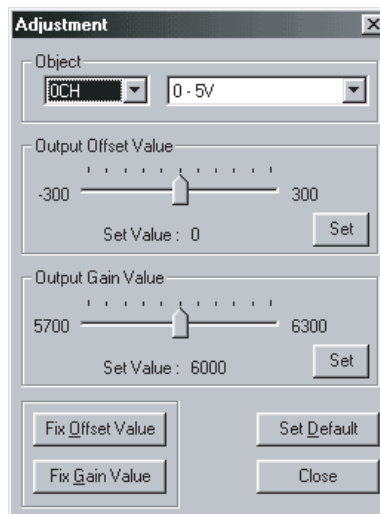 Adjustment
Object
0CH
0 - 5V
Output Offset Value
-300
300
Set Value : 0
Set
Output Gain Value
5700
6300
Set Value : 6000
Set
Fix Offset Value
Set Default
Fix Gain Value
Close